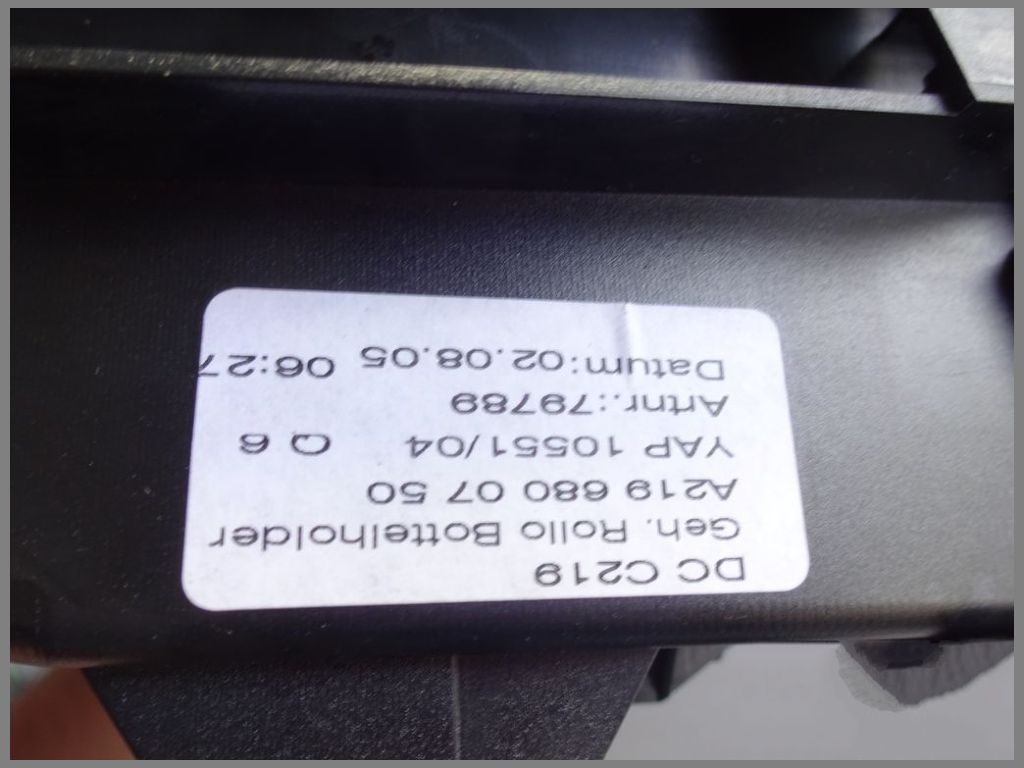 DC C219
Geh. Rollo Bottelholder
A219 680 07 50
YAP 10551/04 Q 6
Artnr.:79789
Datum:02.08.05 06:27